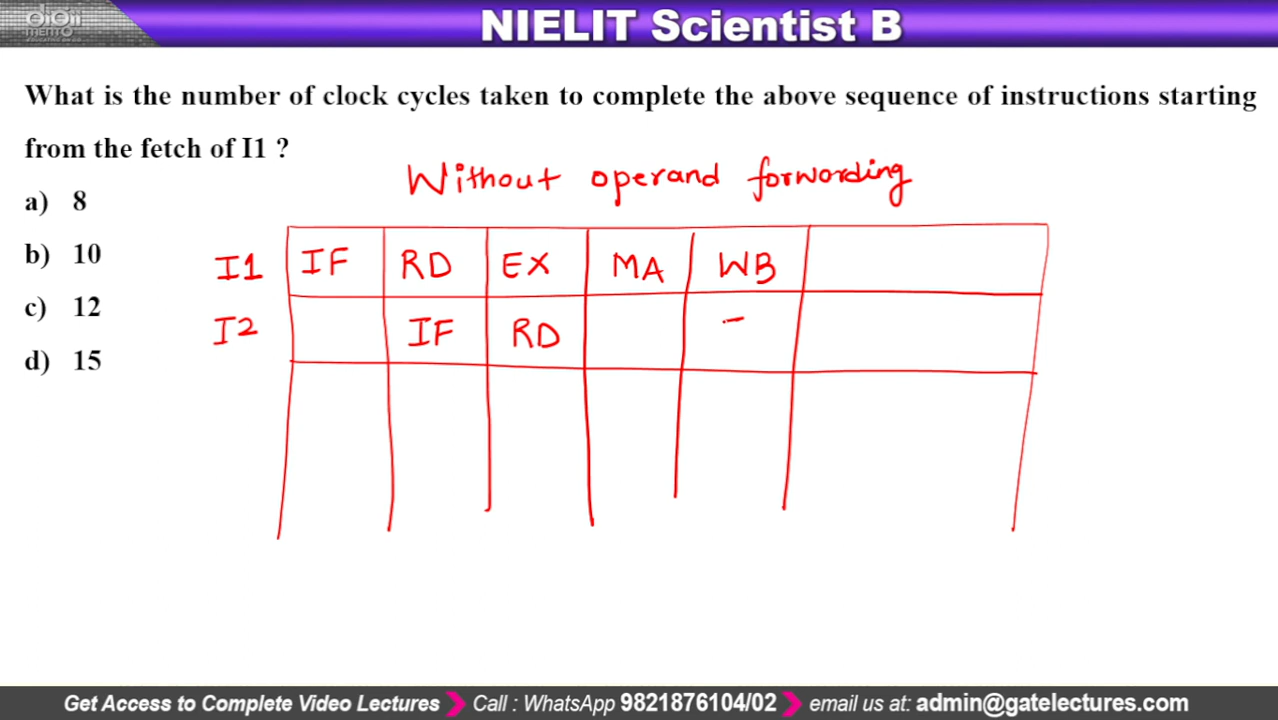 digii
MENTO
NIELIT Scientist B
What is the number of clock cycles taken to complete the above sequence of instructions starting
from the fetch of I1 ?
Without operand forwording
a) 8
b) 10
c) 12
d) 15
I1 IF RD EX MA WB
I2 IF RD -
Get Access to Complete Video Lectures Call : WhatsApp 9821876104/02 email us at: admin@gatelectures.com